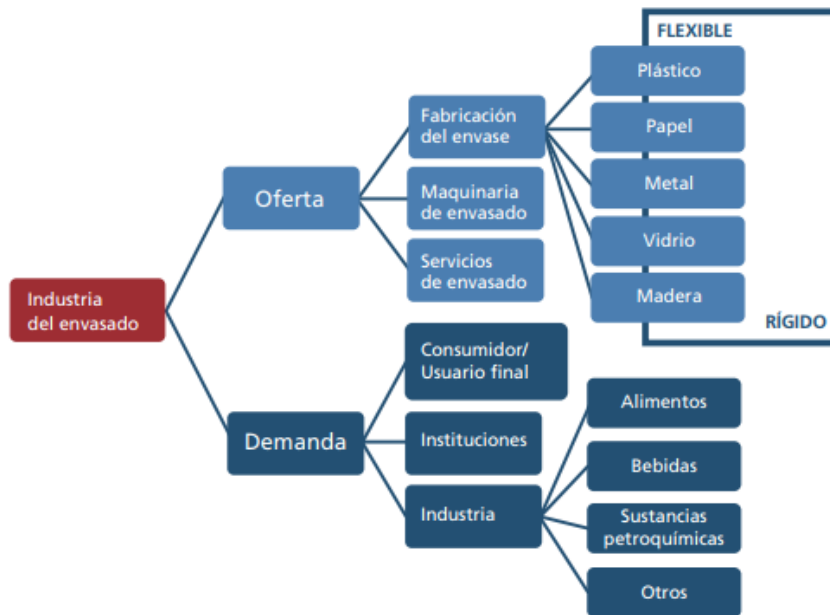 FLEXIBLE
Plástico
Fabricación
del envase
Papel
Oferta
Maquinaria
de envasado
Metal
Servicios
de envasado
Vidrio
Madera
RÍGIDO
Industria
del envasado
Consumidor/
Usuario final
Demanda
Instituciones
Industria
Alimentos
Bebidas
Sustancias
petroquímicas
Otros